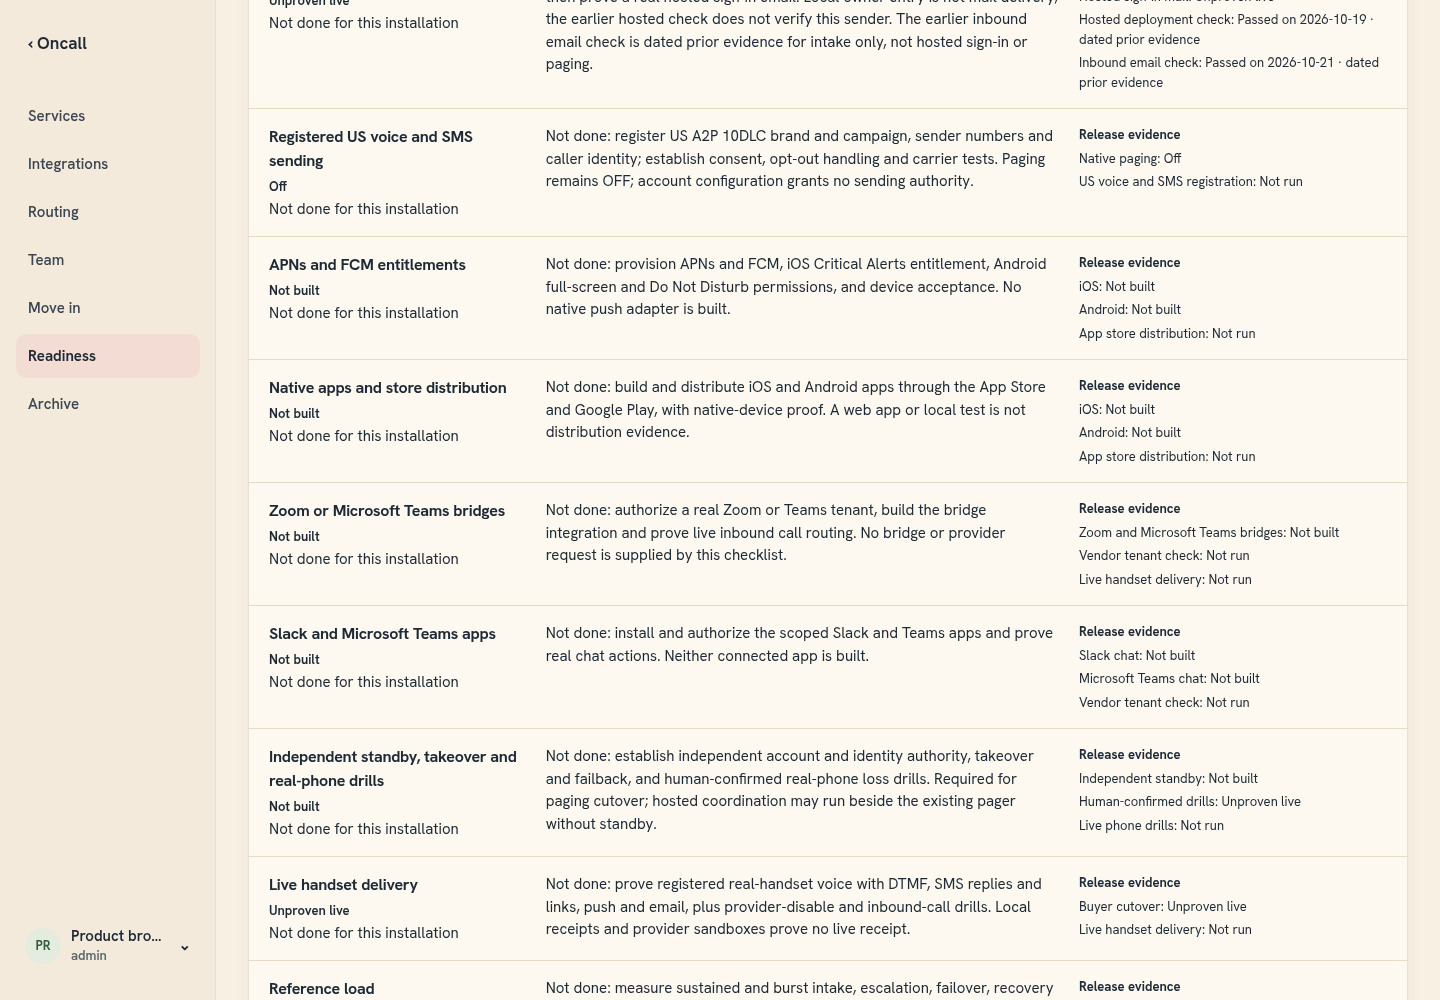 ‹ Oncall
Services
Integrations
Routing
Team
Move in
Readiness
Archive
PR
Product bro...
admin
Unproven live
Not done for this installation
the earlier hosted check does not verify this sender. The earlier inbound
email check is dated prior evidence for intake only, not hosted sign-in or
paging.
Hosted deployment check: Passed on 2026-10-19 ·
dated prior evidence
Inbound email check: Passed on 2026-10-21 · dated
prior evidence
Registered US voice and SMS
sending
Off
Not done for this installation
Not done: register US A2P 10DLC brand and campaign, sender numbers and
caller identity; establish consent, opt-out handling and carrier tests. Paging
remains OFF; account configuration grants no sending authority.
Release evidence
Native paging: Off
US voice and SMS registration: Not run
APNs and FCM entitlements
Not built
Not done for this installation
Not done: provision APNs and FCM, iOS Critical Alerts entitlement, Android
full-screen and Do Not Disturb permissions, and device acceptance. No
native push adapter is built.
Release evidence
iOS: Not built
Android: Not built
App store distribution: Not run
Native apps and store distribution
Not built
Not done for this installation
Not done: build and distribute iOS and Android apps through the App Store
and Google Play, with native-device proof. A web app or local test is not
distribution evidence.
Release evidence
iOS: Not built
Android: Not built
App store distribution: Not run
Zoom or Microsoft Teams bridges
Not built
Not done for this installation
Not done: authorize a real Zoom or Teams tenant, build the bridge
integration and prove live inbound call routing. No bridge or provider
request is supplied by this checklist.
Release evidence
Zoom and Microsoft Teams bridges: Not built
Vendor tenant check: Not run
Live handset delivery: Not run
Slack and Microsoft Teams apps
Not built
Not done for this installation
Not done: install and authorize the scoped Slack and Teams apps and prove
real chat actions. Neither connected app is built.
Release evidence
Slack chat: Not built
Microsoft Teams chat: Not built
Vendor tenant check: Not run
Independent standby, takeover and
real-phone drills
Not built
Not done for this installation
Not done: establish independent account and identity authority, takeover
and failback, and human-confirmed real-phone loss drills. Required for
paging cutover; hosted coordination may run beside the existing pager
without standby.
Release evidence
Independent standby: Not built
Human-confirmed drills: Unproven live
Live phone drills: Not run
Live handset delivery
Unproven live
Not done for this installation
Not done: prove registered real-handset voice with DTMF, SMS replies and
links, push and email, plus provider-disable and inbound-call drills. Local
receipts and provider sandboxes prove no live receipt.
Release evidence
Buyer cutover: Unproven live
Live handset delivery: Not run
Reference load
Not done: measure sustained and burst intake, escalation, failover, recovery
Release evidence